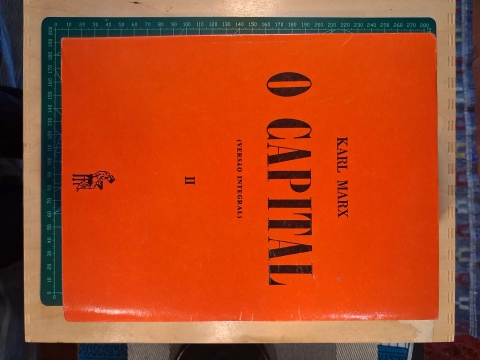 KARL MARX
O CAPITAL
(VERSÃO INTEGRAL)
II